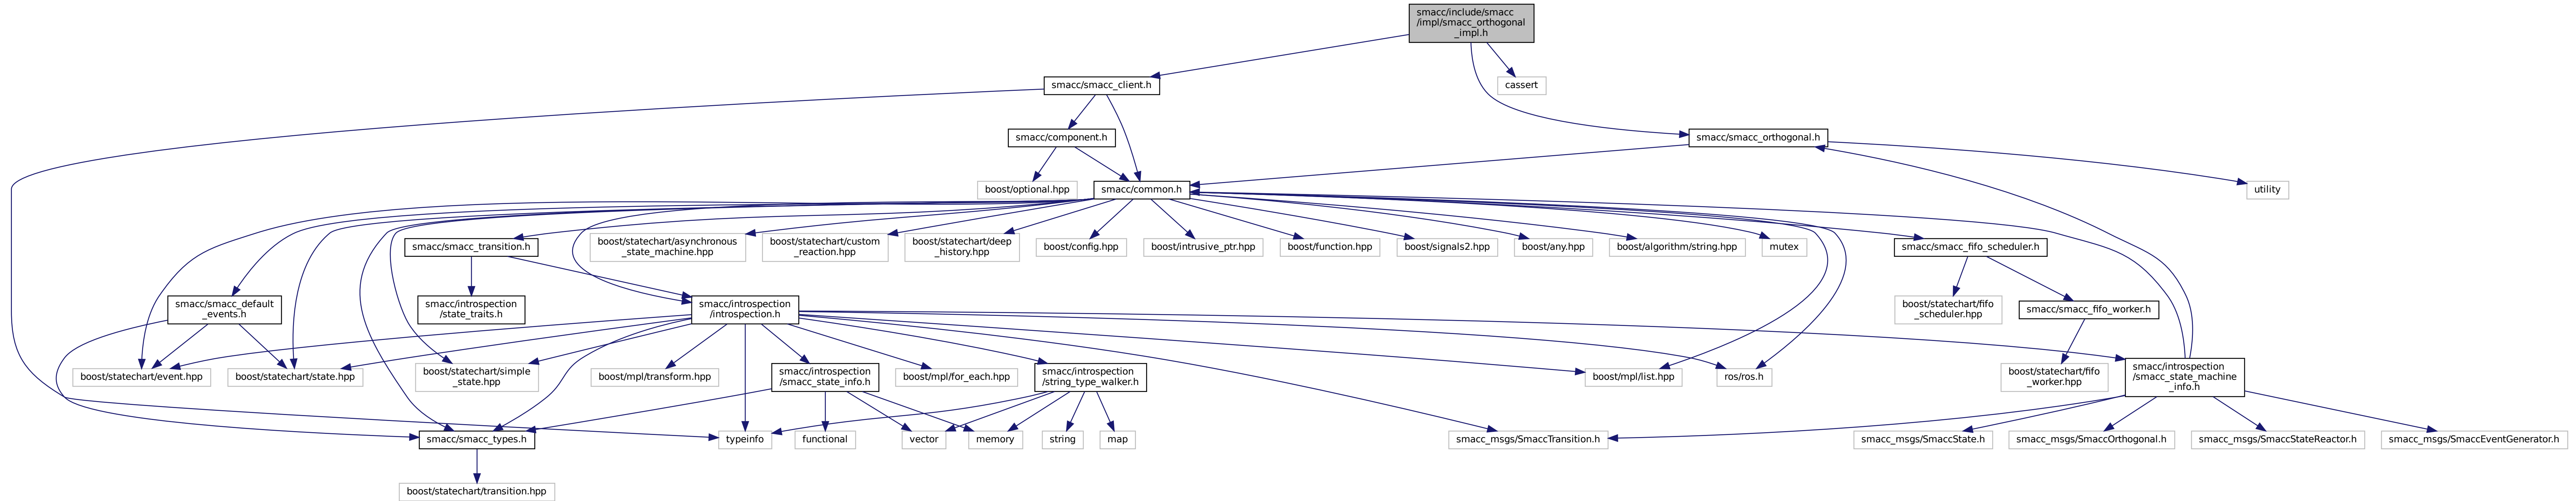 smacc/include/smacc
/impl/smacc_orthogonal
_impl.h
smacc/smacc_client.h
cassert
smacc/component.h
smacc/smacc_orthogonal.h
boost/optional.hpp
smacc/common.h
utility
smacc/smacc_transition.h
boost/statechart/asynchronous
_state_machine.hpp
boost/statechart/custom
_reaction.hpp
boost/statechart/deep
_history.hpp
boost/config.hpp
boost/intrusive_ptr.hpp
boost/function.hpp
boost/signals2.hpp
boost/any.hpp
boost/algorithm/string.hpp
mutex
smacc/smacc_fifo_scheduler.h
smacc/smacc_default
_events.h
smacc/introspection
/state_traits.h
smacc/introspection
/introspection.h
boost/statechart/fifo
_scheduler.hpp
smacc/smacc_fifo_worker.h
boost/statechart/event.hpp
boost/statechart/state.hpp
boost/statechart/simple
_state.hpp
boost/mpl/transform.hpp
smacc/introspection
/smacc_state_info.h
boost/mpl/for_each.hpp
smacc/introspection
/string_type_walker.h
boost/mpl/list.hpp
ros/ros.h
boost/statechart/fifo
_worker.hpp
smacc/introspection
/smacc_state_machine
_info.h
smacc/smacc_types.h
typeinfo
functional
vector
memory
string
map
smacc_msgs/SmaccTransition.h
smacc_msgs/SmaccState.h
smacc_msgs/SmaccOrthogonal.h
smacc_msgs/SmaccStateReactor.h
smacc_msgs/SmaccEventGenerator.h
boost/statechart/transition.hpp